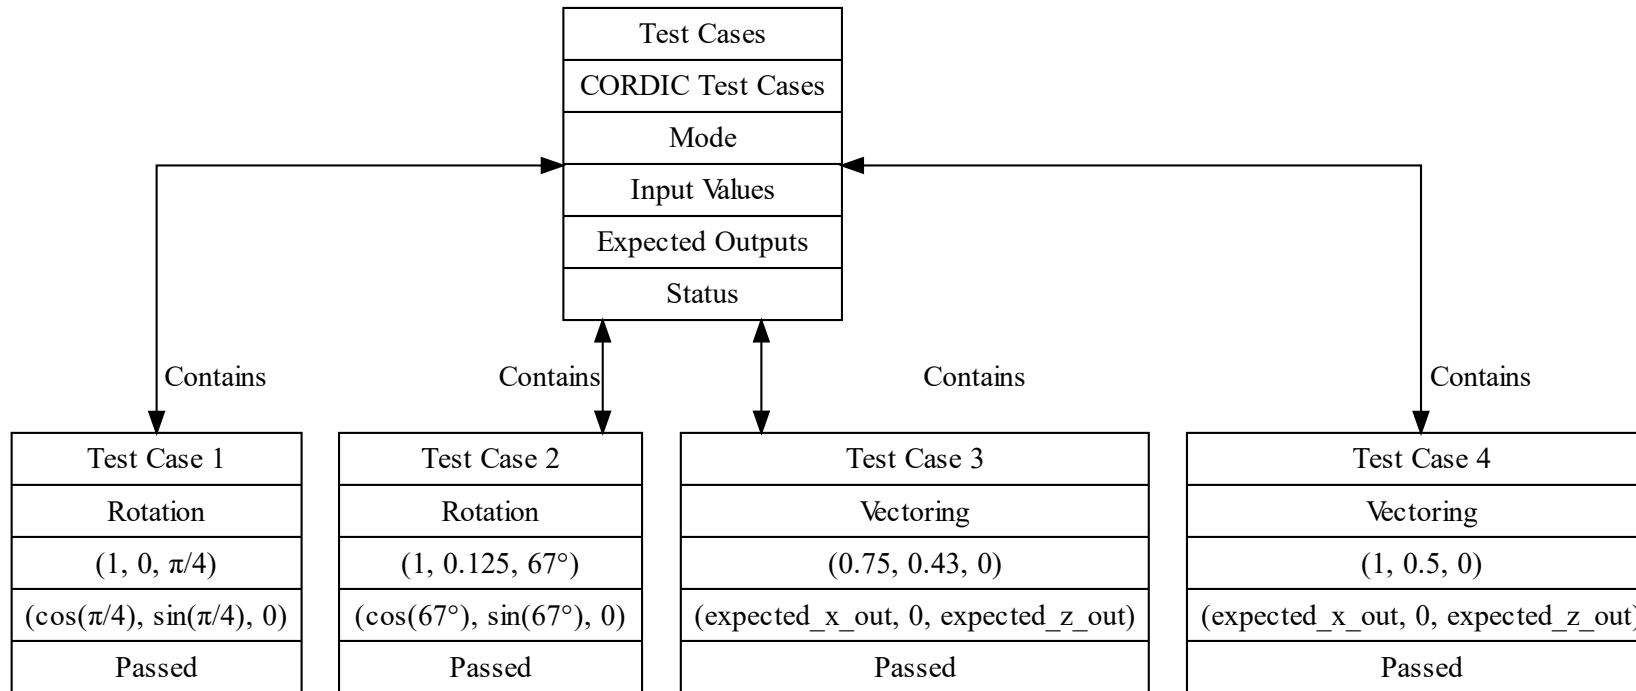 Test Cases
CORDIC Test Cases
Mode
Input Values
Expected Outputs
Status
Contains
Contains
Contains
Contains
Test Case 1
Rotation
(1, 0, π/4)
(cos(π/4), sin(π/4), 0)
Passed
Test Case 2
Rotation
(1, 0.125, 67°)
(cos(67°), sin(67°), 0)
Passed
Test Case 3
Vectoring
(0.75, 0.43, 0)
(expected_x_out, 0, expected_z_out)
Passed
Test Case 4
Vectoring
(1, 0.5, 0)
(expected_x_out, 0, expected_z_out)
Passed